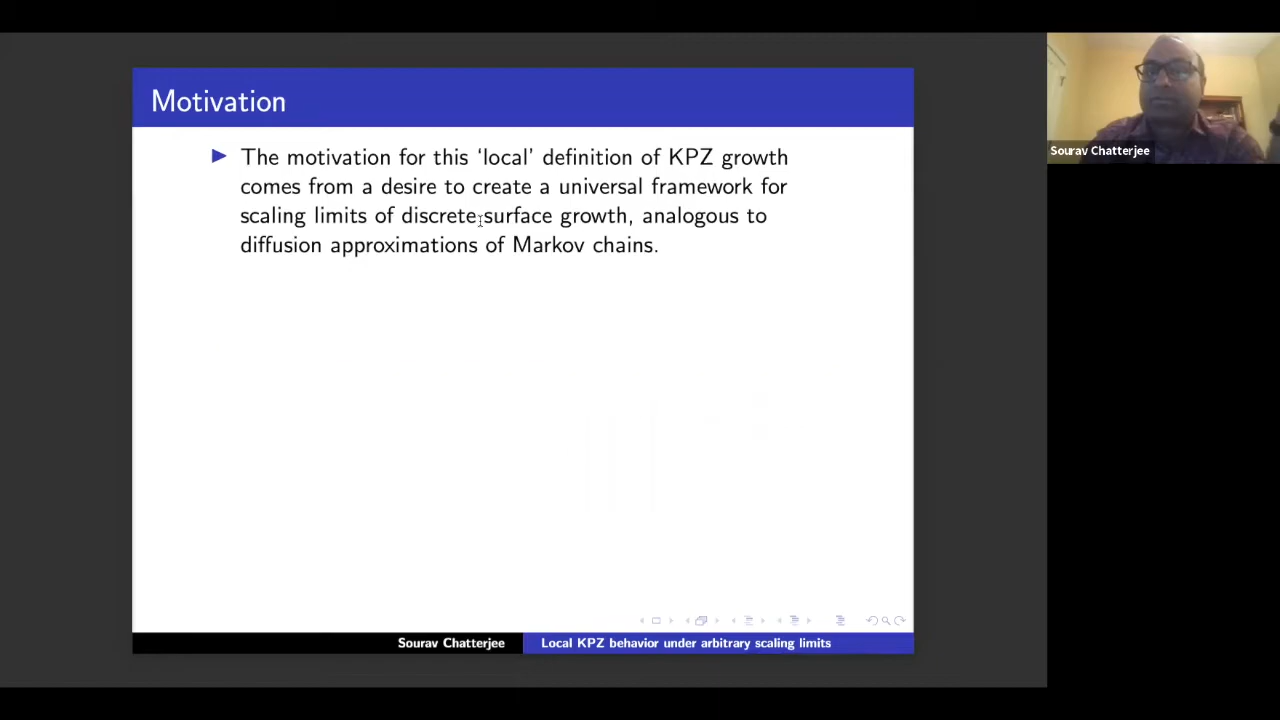 Motivation
The motivation for this ‘local’ definition of KPZ growth
comes from a desire to create a universal framework for
scaling limits of discrete surface growth, analogous to
diffusion approximations of Markov chains.
Sourav Chatterjee
Sourav Chatterjee
Local KPZ behavior under arbitrary scaling limits